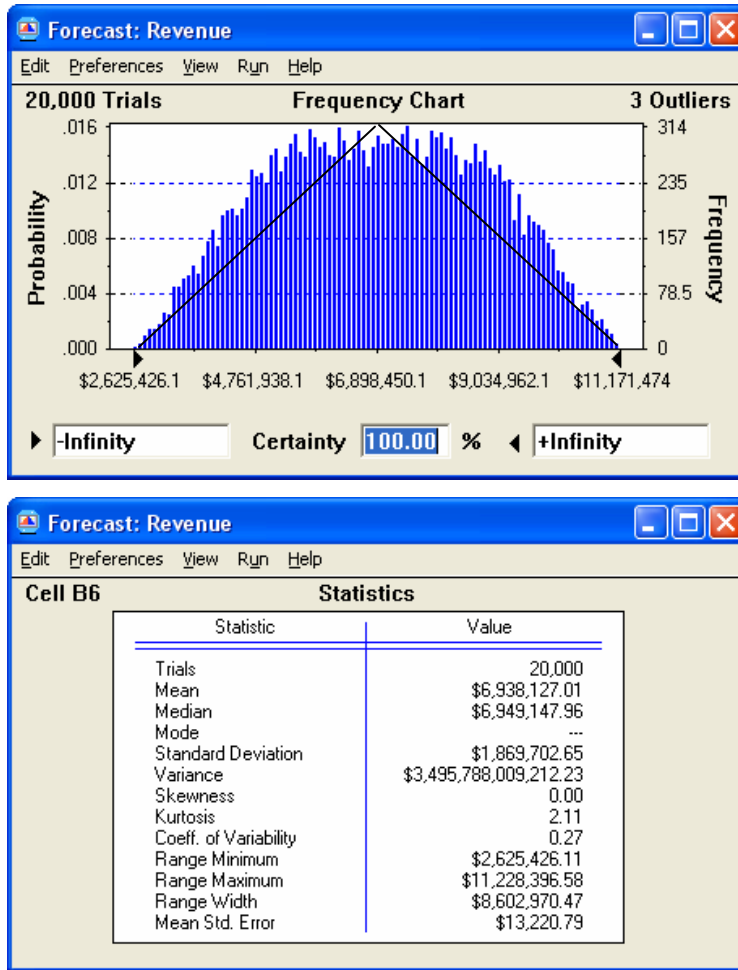 Forecast: Revenue
Edit Preferences View Run Help
20,000 Trials Frequency Chart 3 Outliers
.016 314
.012 235
.008 157
.004 78.5
.000 0
Probability
Frequency
$2,625,426.1 $4,761,938.1 $6,898,450.1 $9,034,962.1 $11,171,474
-Infinity Certainty 100.00 % +Infinity
Forecast: Revenue
Edit Preferences View Run Help
Cell B6 Statistics
Statistic Value
Trials 20,000
Mean $6,938,127.01
Median $6,949,147.96
Mode ---
Standard Deviation $1,869,702.65
Variance $3,495,788,009,212.23
Skewness 0.00
Kurtosis 2.11
Coeff. of Variability 0.27
Range Minimum $2,625,426.11
Range Maximum $11,228,396.58
Range Width $8,602,970.47
Mean Std. Error $13,220.79